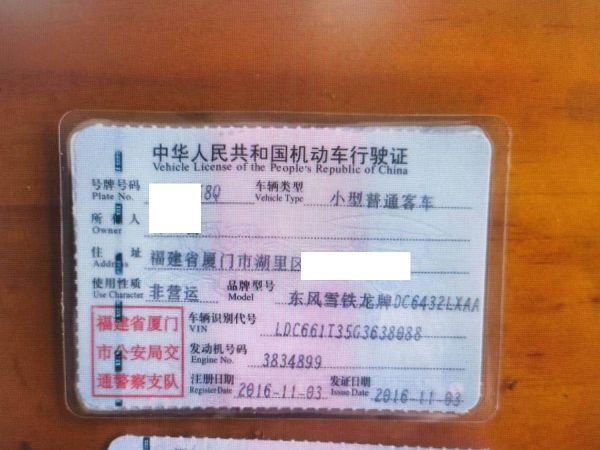 中华人民共和国机动车行驶证
Vehicle License of the People's Republic of China
号牌号码 Plate No. 8Q 车辆类型 Vehicle Type 小型普通客车
所有人 Owner
住址 Address 福建省厦门市湖里区
使用性质 Use Character 非营运 品牌型号 Model 东风雪铁龙牌DC6432LXAA
福建省厦门市公安局交通警察支队
车辆识别代号 VIN LDC661T35G3638088
发动机号码 Engine No. 3834899
注册日期 Register Date 2016-11-03 发证日期 Issue Date 2016-11-03